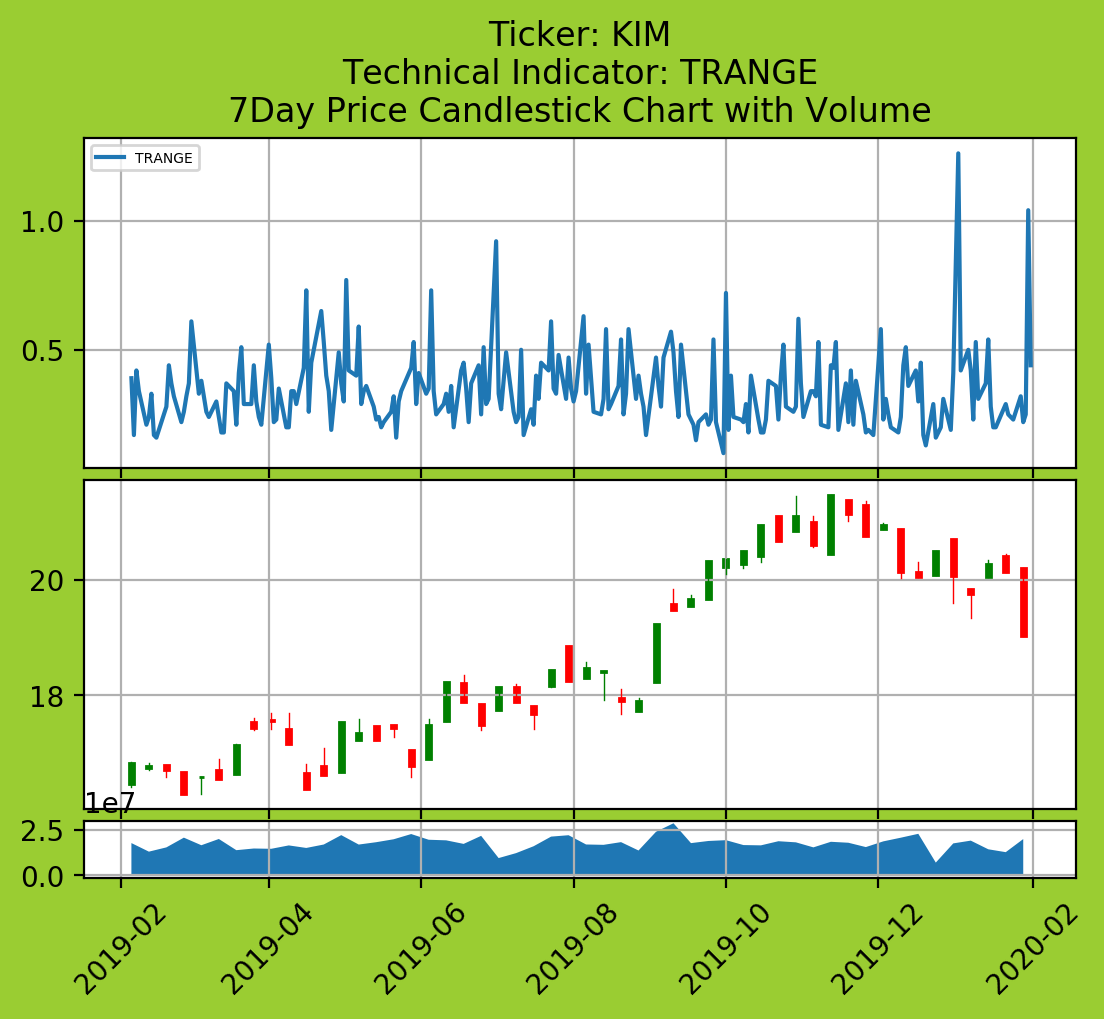 Ticker: KIM
Technical Indicator: TRANGE
7Day Price Candlestick Chart with Volume
TRANGE
1.0
0.5
20
18
1e7
2.5
0.0
2019-02
2019-04
2019-06
2019-08
2019-10
2019-12
2020-02